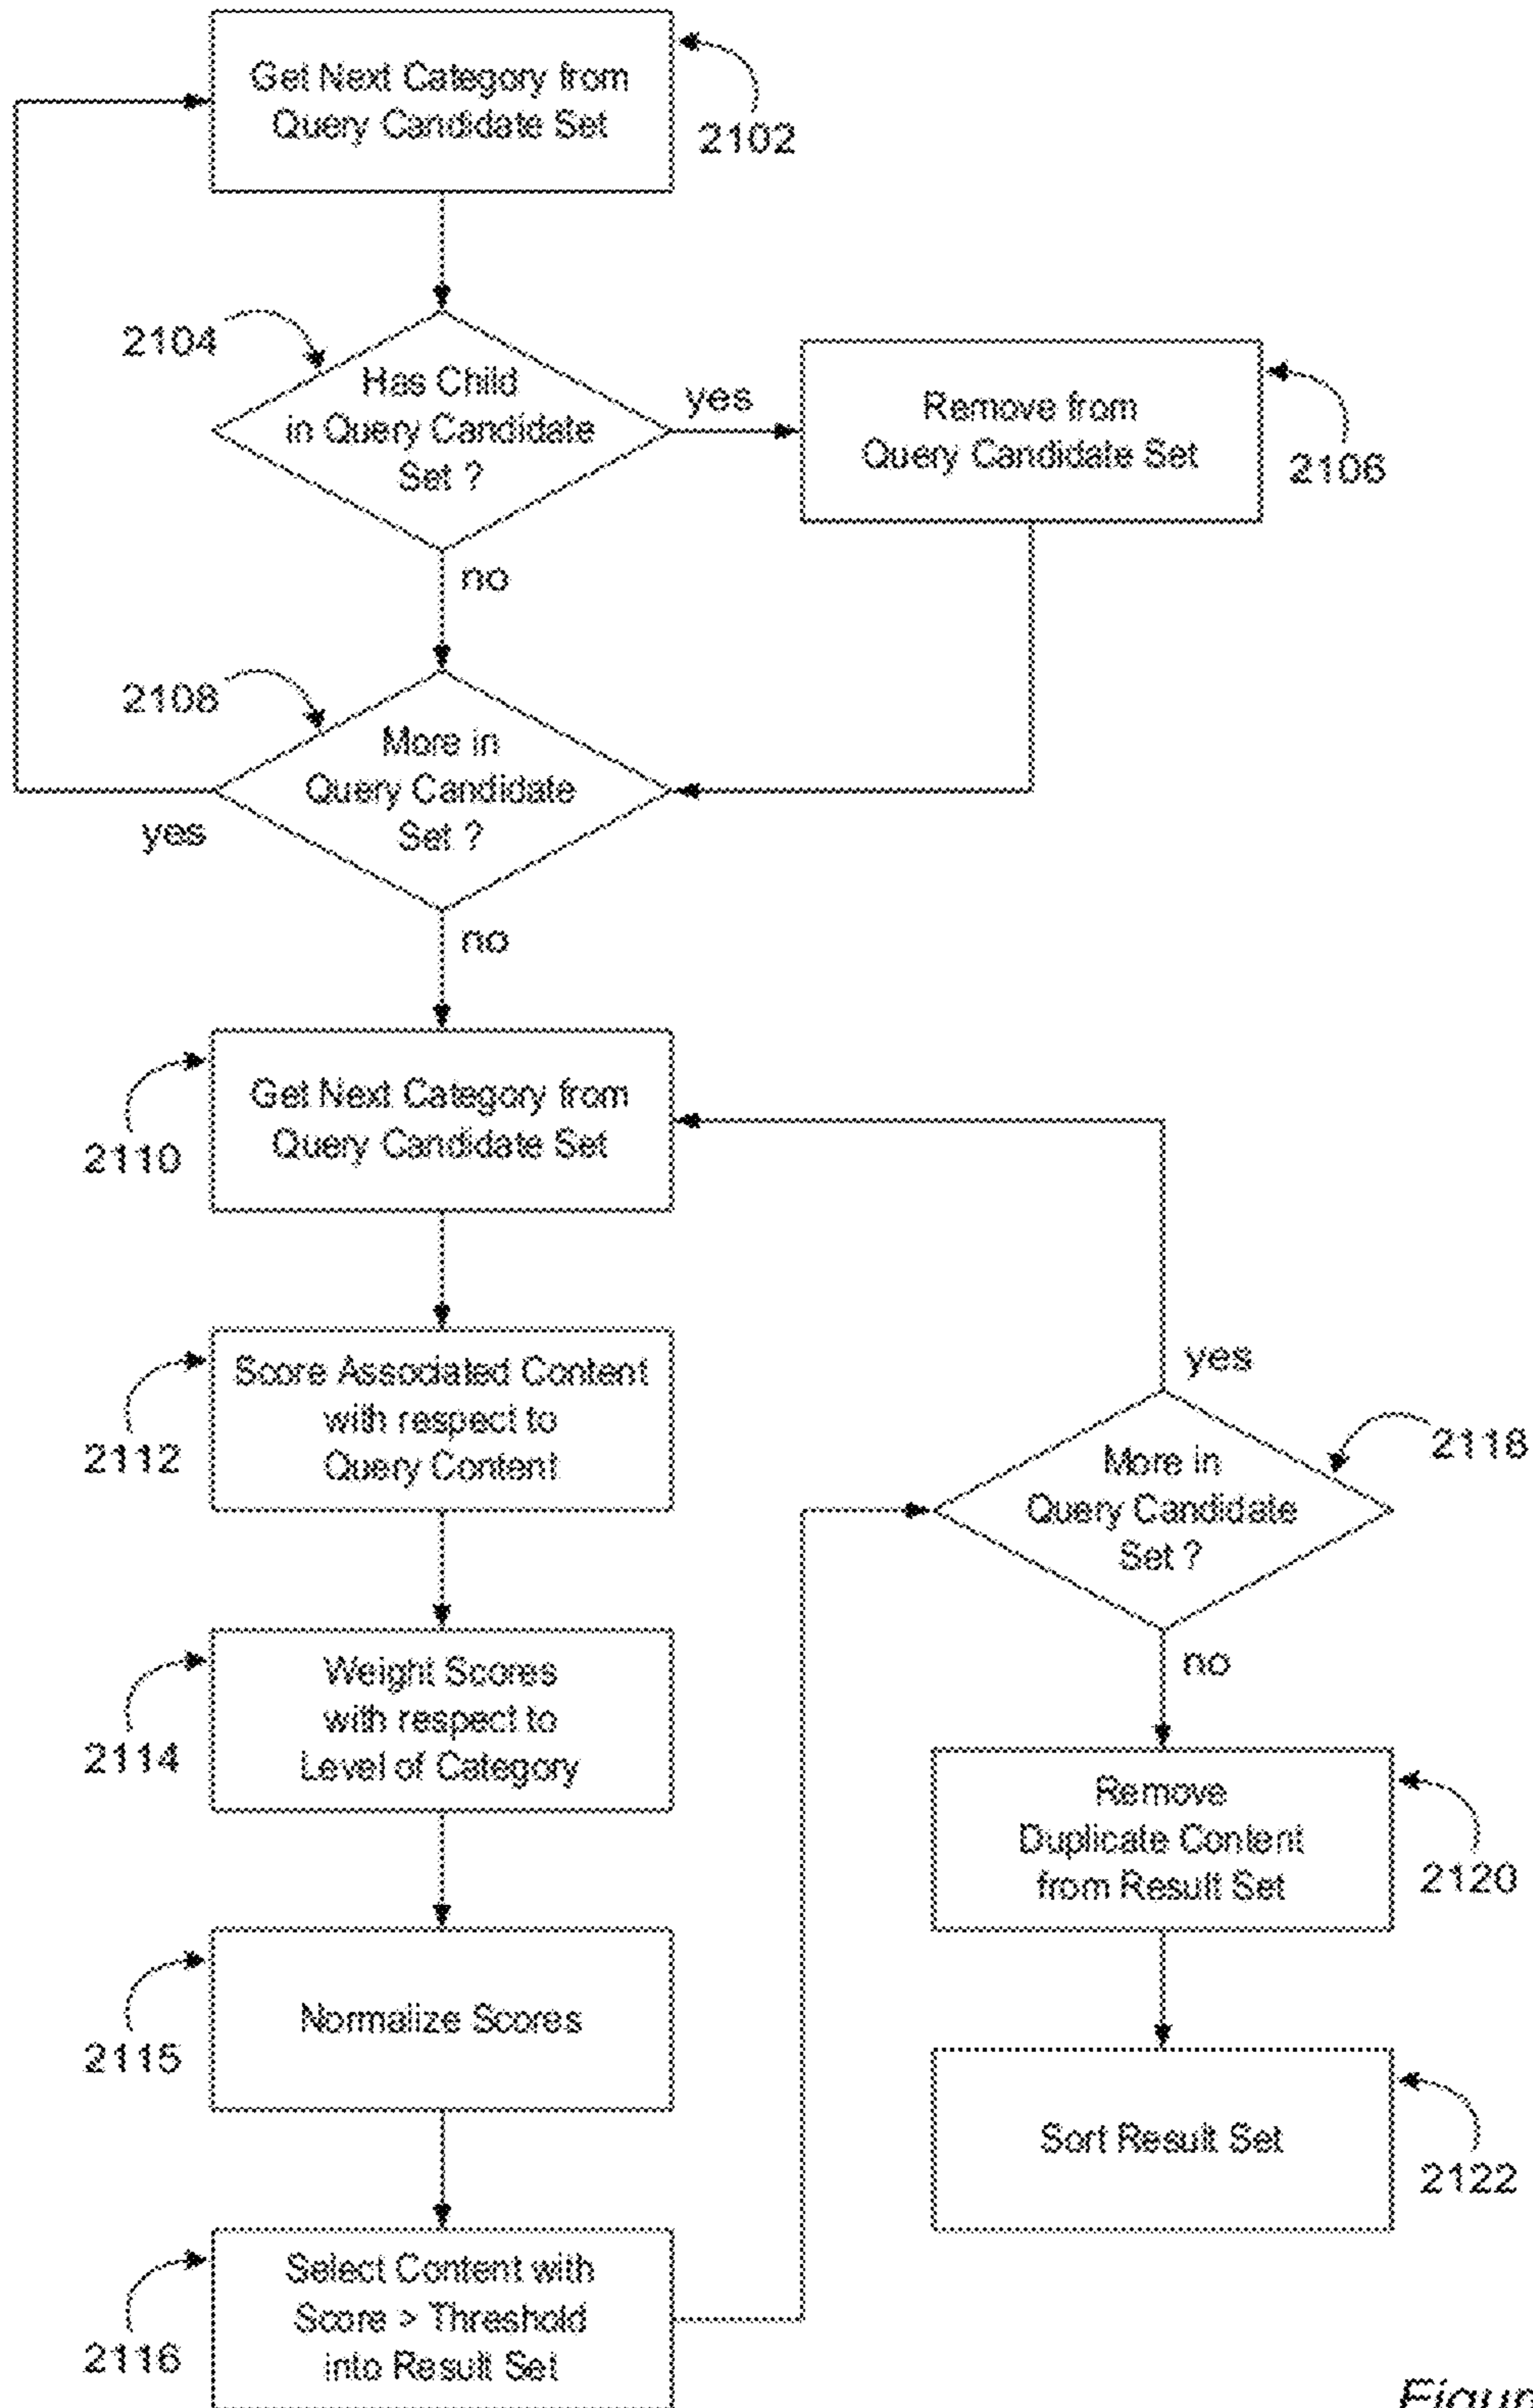 Get Next Category from
Query Candidate Set
2102
2104
Has Child
in Query Candidate
Set ?
yes
Remove from
Query Candidate Set
2106
no
2108
More in
Query Candidate
Set ?
yes
no
Get Next Category from
Query Candidate Set
2110
Score Associated Content
with respect to
Query Content
2112
yes
More in
Query Candidate
Set ?
2118
no
Weight Scores
with respect to
Level of Category
2114
Remove
Duplicate Content
from Result Set
2120
Normalize Scores
2115
Sort Result Set
2122
Select Content with
Score > Threshold
into Result Set
2116